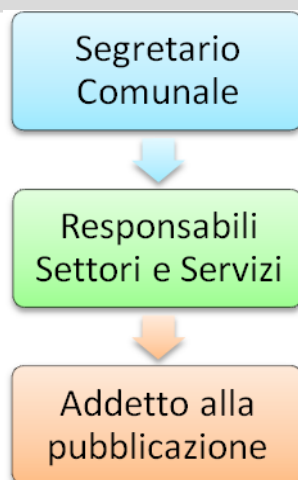 Segretario
Comunale
Responsabili
Settori e Servizi
Addetto alla
pubblicazione